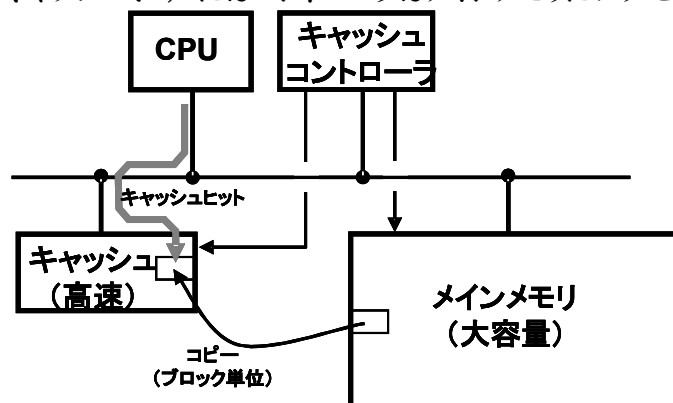 CPU
キャッシュ
コントローラ
キャッシュヒット
キャッシュ
（高速）
メインメモリ
（大容量）
コピー
（ブロック単位）